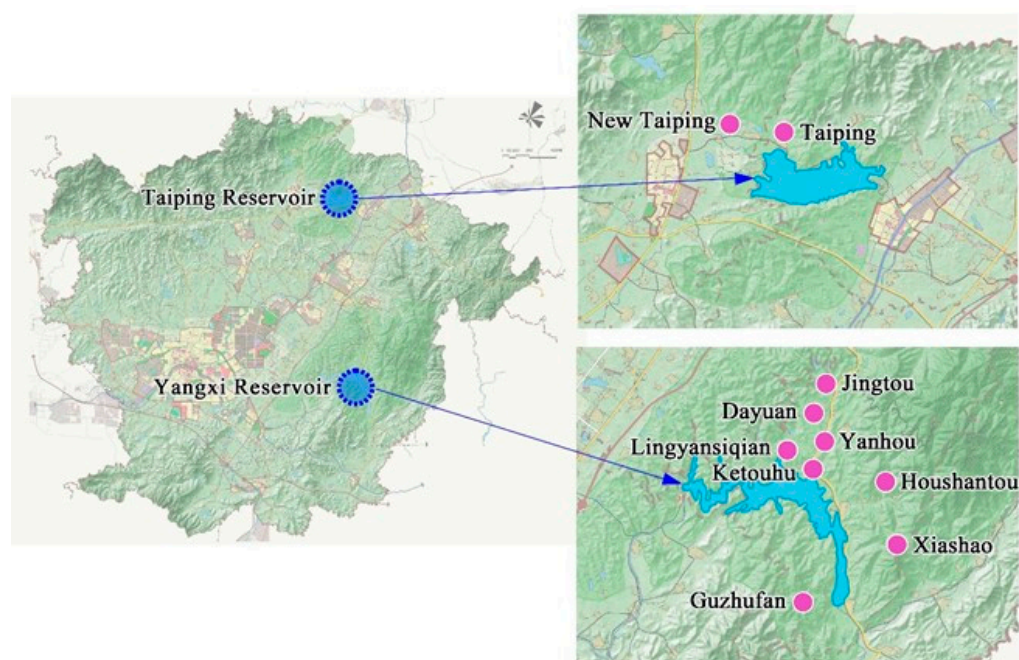 Taiping Reservoir
Yangxi Reservoir
New Taiping
Taiping
Jingtou
Dayuan
Yanhou
Lingyansiqian
Ketouhu
Houshantou
Xiashao
Guzhufan